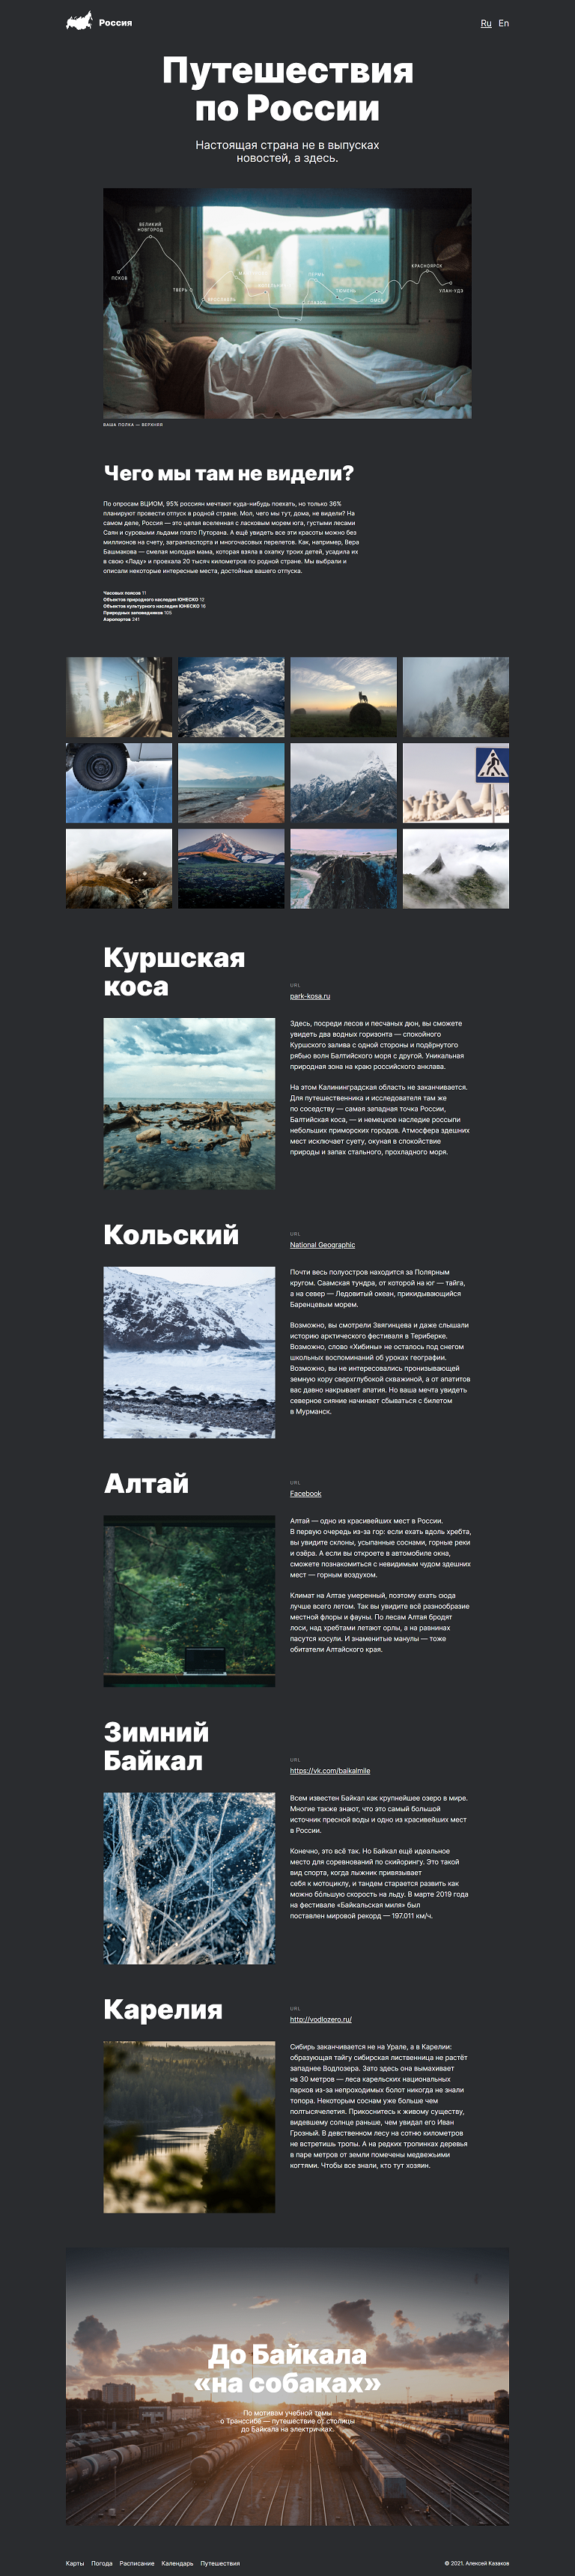 Россия
Ru En
Путешествия
по России
Настоящая страна не в выпусках
новостей, а здесь.
ВЕЛИКИЙ
НОВГОРОД
ПСКОВ
ТВЕРЬ
ЯРОСЛАВЛЬ
ПЕРМЬ
ТЮМЕНЬ
ОМСК
КРАСНОЯРСК
УЛАН-УДЭ
ВАША ПОЛКА — ВЕРХНЯЯ
Чего мы там не видели?
По опросам ВЦИОМ, 95% россиян мечтают куда-нибудь поехать, но только 36%
планируют провести отпуск в родной стране. Мол, чего мы тут, дома, не видели? На
самом деле, Россия — это целая вселенная с ласковым морем юга, густыми лесами
Саян и суровыми льдами плато Путорана. А ещё увидеть все эти красоты можно без
миллионов на счету, загранпаспорта и многочасовых перелетов. Как, например, Вера
Башмакова — смелая молодая мама, которая взяла в охапку троих детей, усадила их
в свою «Ладу» и проехала 20 тысяч километров по родной стране. Мы выбрали и
описали некоторые интересные места, достойные вашего отпуска.
Часовых поясов 11
Объектов природного наследия ЮНЕСКО 12
Объектов культурного наследия ЮНЕСКО 16
Природных заповедников 105
Аэропортов 241
Куршская
коса
URL
park-kosa.ru
Здесь, посреди лесов и песчаных дюн, вы сможете
увидеть два водных горизонта — спокойного
Куршского залива с одной стороны и подёрнутого
рябью волн Балтийского моря с другой. Уникальная
природная зона на краю российского анклава.
На этом Калининградская область не заканчивается.
Для путешественника и исследователя там же
по соседству — самая западная точка России,
Балтийская коса, — и немецкое наследие россыпи
небольших приморских городов. Атмосфера здешних
мест исключает суету, окуная в спокойствие
природы и запах стального, прохладного моря.
Кольский
URL
National Geographic
Почти весь полуостров находится за Полярным
кругом. Саамская тундра, от которой на юг — тайга,
а на север — Ледовитый океан, прикидывающийся
Баренцевым морем.
Возможно, вы смотрели Звягинцева и даже слышали
историю арктического фестиваля в Териберке.
Возможно, слово «Хибины» не осталось под снегом
школьных воспоминаний об уроках географии.
Возможно, вы не интересовались пронизывающей
земную кору сверхглубокой скважиной, а от апатитов
вас давно накрывает апатия. Но ваша мечта увидеть
северное сияние начинает сбываться с билетом
в Мурманск.
Алтай
URL
Facebook
Алтай — одно из красивейших мест в России.
В первую очередь из-за гор: если ехать вдоль хребта,
вы увидите склоны, усыпанные соснами, горные реки
и озёра. А если вы откроете в автомобиле окна,
сможете познакомиться с невидимым чудом здешних
мест — горным воздухом.
Климат на Алтае умеренный, поэтому ехать сюда
лучше всего летом. Так вы увидите всё разнообразие
местной флоры и фауны. По лесам Алтая бродят
лоси, над хребтами летают орлы, а на равнинах
пасутся косули. И знаменитые манулы — тоже
обитатели Алтайского края.
Зимний
Байкал
URL
https://vk.com/baikalmile
Всем известен Байкал как крупнейшее озеро в мире.
Многие также знают, что это самый большой
источник пресной воды и одно из красивейших мест
в России.
Конечно, это всё так. Но Байкал ещё идеальное
место для соревнований по скийорингу. Это такой
вид спорта, когда лыжник привязывает
себя к мотоциклу, и тандем старается развить как
можно бо́льшую скорость на льду. В марте 2019 года
на фестивале «Байкальская миля» был
поставлен мировой рекорд — 197.011 км/ч.
Карелия
URL
http://vodlozero.ru/
Сибирь заканчивается не на Урале, а в Карелии:
образующая тайгу сибирская лиственница не растёт
западнее Водлозера. Зато здесь она вымахивает
на 30 метров — леса карельских национальных
парков из-за непроходимых болот никогда не знали
топора. Некоторым соснам уже больше чем
полтысячелетия. Прикоснитесь к живому существу,
видевшему солнце раньше, чем увидал его Иван
Грозный. В девственном лесу на сотню километров
не встретишь тропы. А на редких тропинках деревья
в паре метров от земли помечены медвежьими
когтями. Чтобы все знали, кто тут хозяин.
До Байкала
«на собаках»
По мотивам учебной темы
о Транссибе — путешествие от столицы
до Байкала на электричках.
Карты Погода Расписание Календарь Путешествия
© 2021. Алексей Казаков